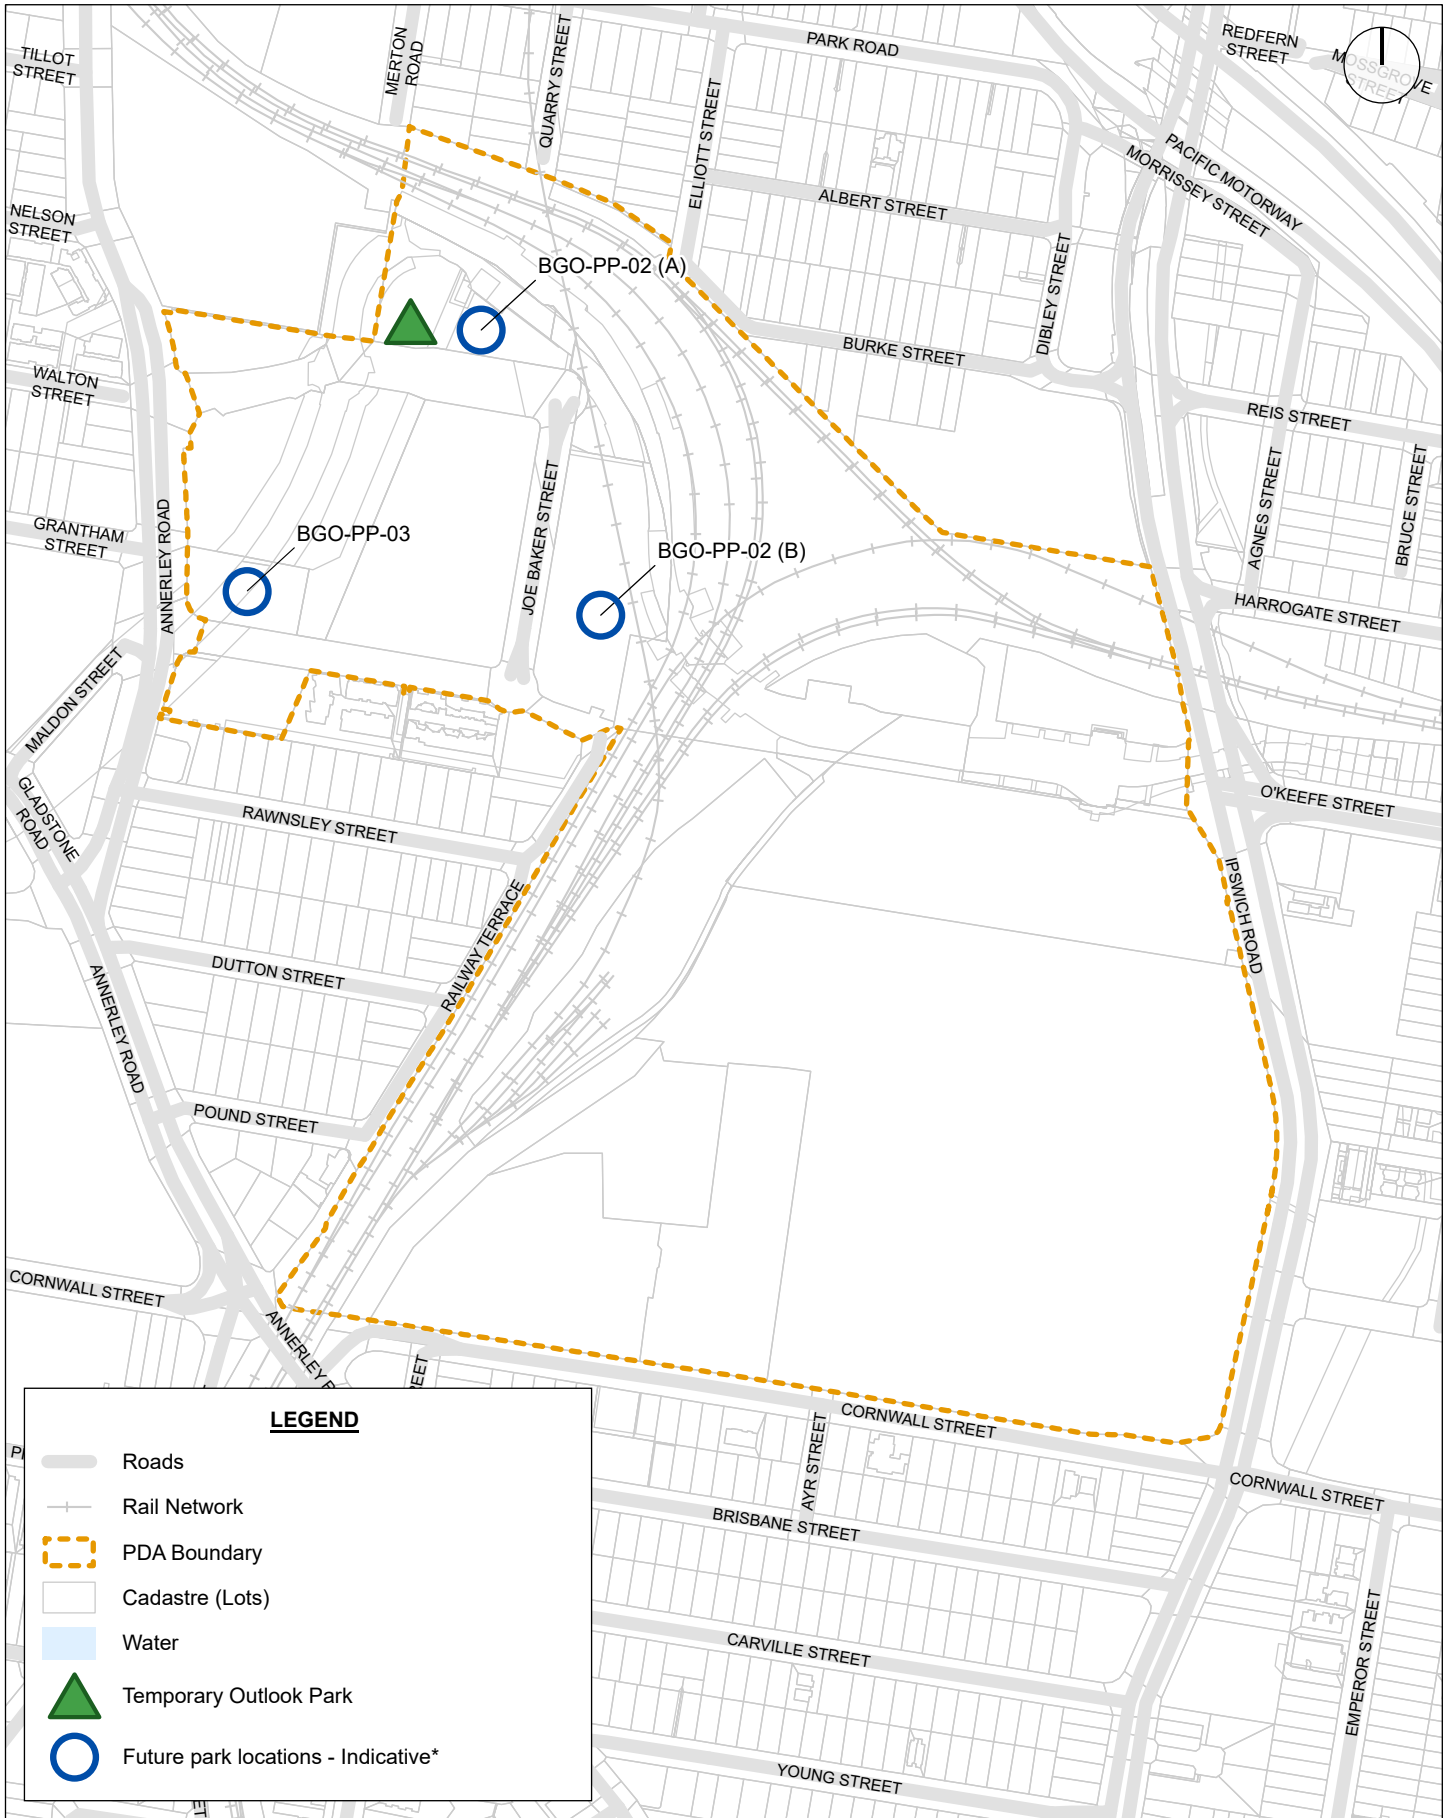 TILLOT
STREET
MERTON
ROAD
QUARRY STREET
PARK ROAD
REDFERN
STREET
MOSSGROVE
STREET
ELLIOTT STREET
PACIFIC MOTORWAY
MORRISSEY STREET
NELSON
STREET
ALBERT STREET
DIBLEY STREET
BGO-PP-02 (A)
BURKE STREET
WALTON
STREET
REIS STREET
AGNES STREET
BRUCE STREET
GRANTHAM
STREET
ANNERLEY ROAD
BGO-PP-03
JOE BAKER STREET
BGO-PP-02 (B)
HARROGATE STREET
MALDON STREET
GLADSTONE
ROAD
O'KEEFE STREET
RAWNSLEY STREET
IPSWICH ROAD
RAILWAY TERRACE
DUTTON STREET
ANNERLEY ROAD
POUND STREET
CORNWALL STREET
ANNERLEY R
REET
CORNWALL STREET
AYR STREET
CORNWALL STREET
BRISBANE STREET
CARVILLE STREET
EMPEROR STREET
YOUNG STREET
LEGEND
Roads
Rail Network
PDA Boundary
Cadastre (Lots)
Water
Temporary Outlook Park
Future park locations - Indicative*